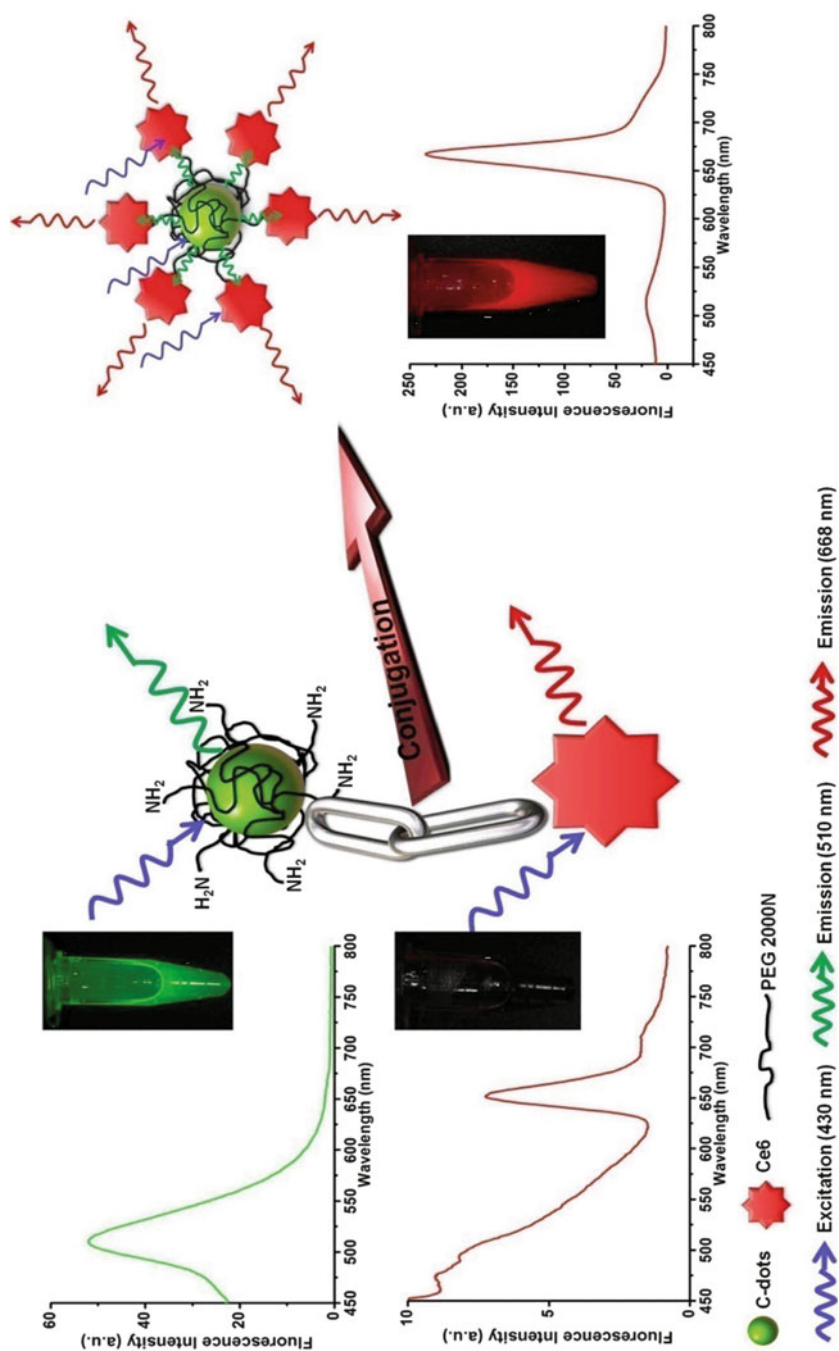 60
40
20
0
Fluorescence Intensity (a.u.)
450 500 550 600 650 700 750 800
Wavelength (nm)
10
5
0
Fluorescence Intensity (a.u.)
450 500 550 600 650 700 750 800
Wavelength (nm)
H₂N
NH₂
NH₂
NH₂
NH₂
NH₂
Conjugation
250
200
150
100
50
0
Fluorescence Intensity (a.u.)
450 500 550 600 650 700 750 800
Wavelength (nm)
C-dots
Ce6
PEG 2000N
Excitation (430 nm)
Emission (510 nm)
Emission (668 nm)